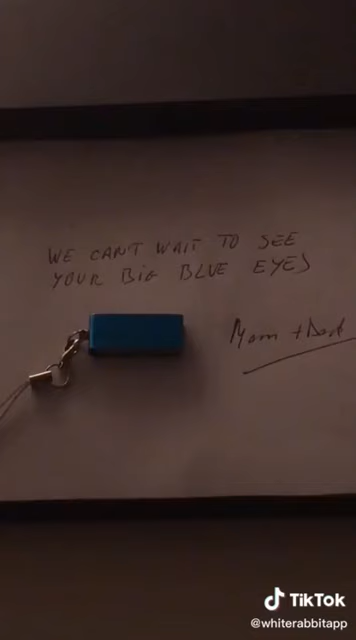 WE CAN'T WAIT TO SEE
YOUR BIG BLUE EYES
Mom + Dad
TikTok
@whiterabbitapp